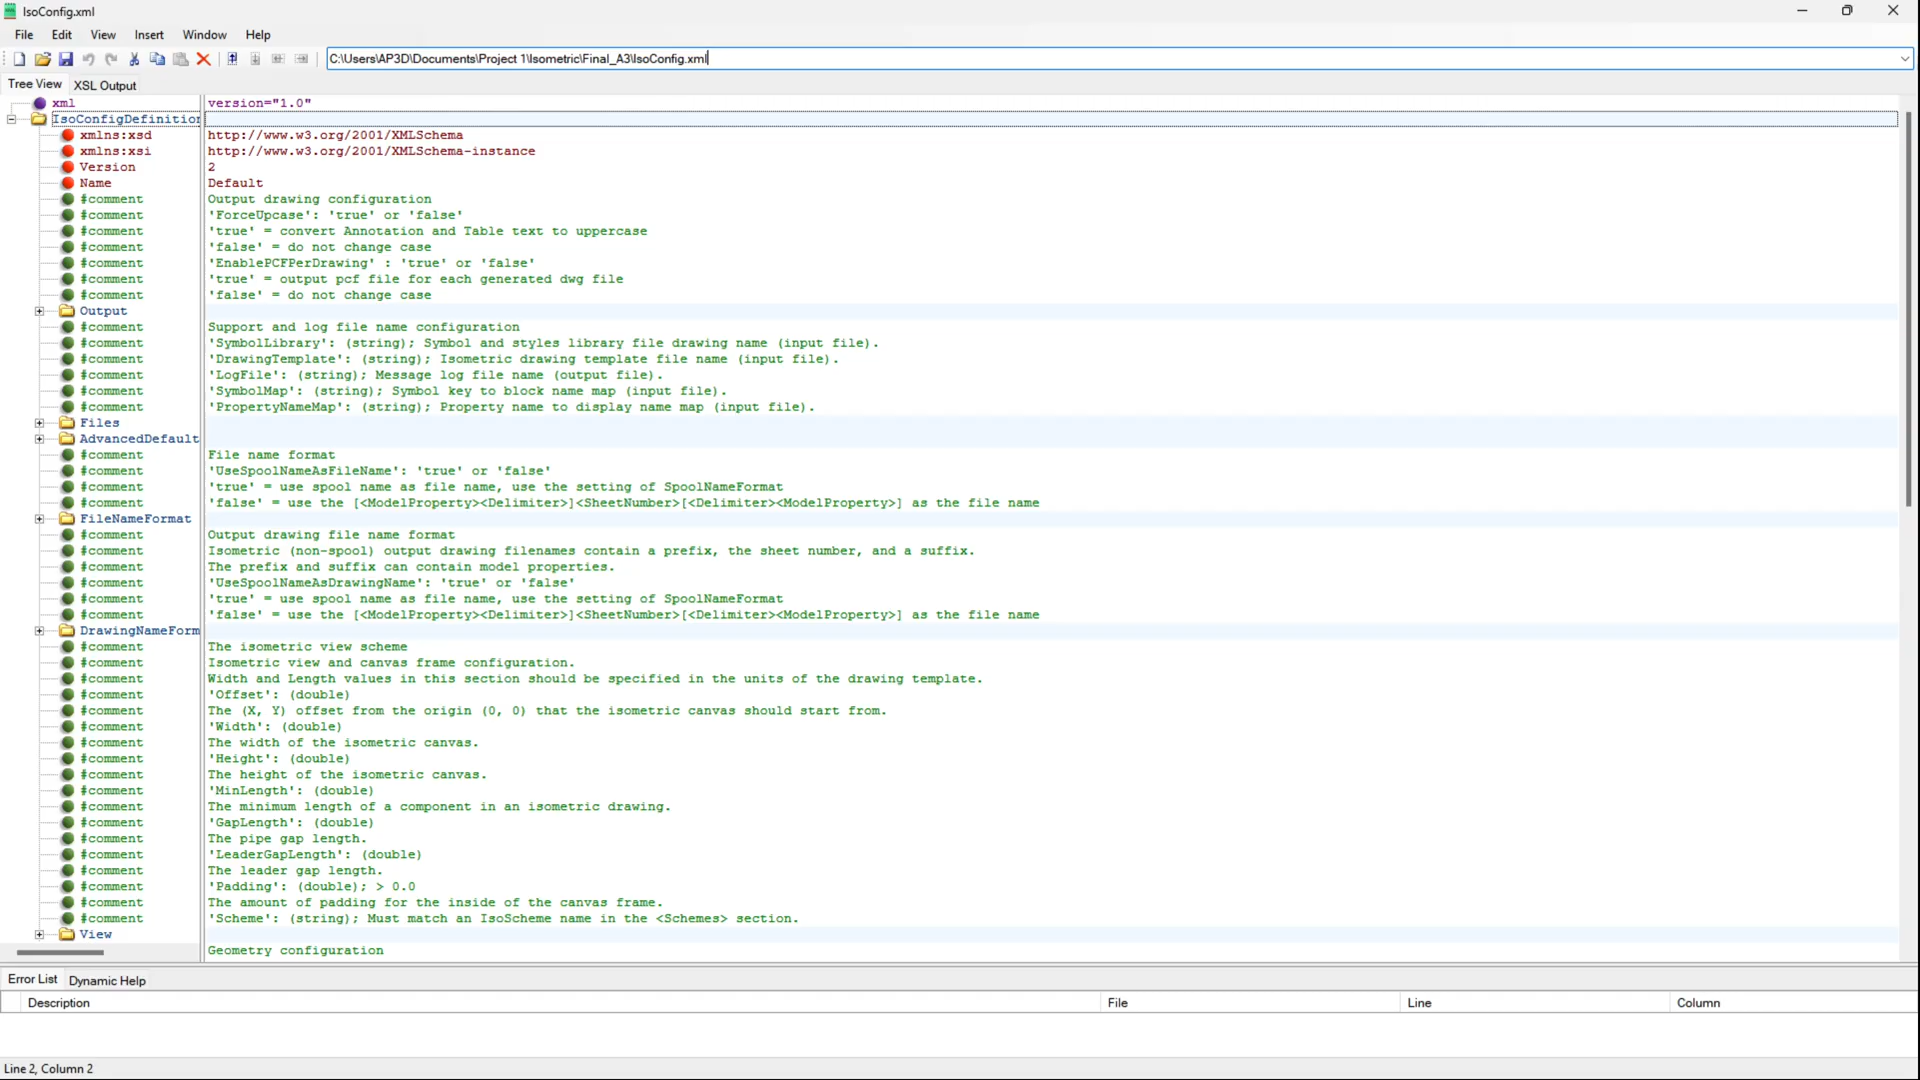 IsoConfig.xml
File Edit View Insert Window Help
C:\Users\AP3D\Documents\Project 1\Isometric\Final_A3\IsoConfig.xml
Tree View XSL Output
xml version="1.0"
IsoConfigDefinition
xmlns:xsd http://www.w3.org/2001/XMLSchema
xmlns:xsi http://www.w3.org/2001/XMLSchema-instance
Version 2
Name Default
#comment Output drawing configuration
#comment 'ForceUpcase': 'true' or 'false'
#comment 'true' = convert Annotation and Table text to uppercase
#comment 'false' = do not change case
#comment 'EnablePCFPerDrawing' : 'true' or 'false'
#comment 'true' = output pcf file for each generated dwg file
#comment 'false' = do not change case
Output
#comment Support and log file name configuration
#comment 'SymbolLibrary': (string); Symbol and styles library file drawing name (input file).
#comment 'DrawingTemplate': (string); Isometric drawing template file name (input file).
#comment 'LogFile': (string); Message log file name (output file).
#comment 'SymbolMap': (string); Symbol key to block name map (input file).
#comment 'PropertyNameMap': (string); Property name to display name map (input file).
Files
AdvancedDefault
#comment File name format
#comment 'UseSpoolNameAsFileName': 'true' or 'false'
#comment 'true' = use spool name as file name, use the setting of SpoolNameFormat
#comment 'false' = use the [<ModelProperty><Delimiter>]<SheetNumber>[<Delimiter><ModelProperty>] as the file name
FileNameFormat
#comment Output drawing file name format
#comment Isometric (non-spool) output drawing filenames contain a prefix, the sheet number, and a suffix.
#comment The prefix and suffix can contain model properties.
#comment 'UseSpoolNameAsDrawingName': 'true' or 'false'
#comment 'true' = use spool name as file name, use the setting of SpoolNameFormat
#comment 'false' = use the [<ModelProperty><Delimiter>]<SheetNumber>[<Delimiter><ModelProperty>] as the file name
DrawingNameForm
#comment The isometric view scheme
#comment Isometric view and canvas frame configuration.
#comment Width and Length values in this section should be specified in the units of the drawing template.
#comment 'Offset': (double)
#comment The (X, Y) offset from the origin (0, 0) that the isometric canvas should start from.
#comment 'Width': (double)
#comment The width of the isometric canvas.
#comment 'Height': (double)
#comment The height of the isometric canvas.
#comment 'MinLength': (double)
#comment The minimum length of a component in an isometric drawing.
#comment 'GapLength': (double)
#comment The pipe gap length.
#comment 'LeaderGapLength': (double)
#comment The leader gap length.
#comment 'Padding': (double); > 0.0
#comment The amount of padding for the inside of the canvas frame.
#comment 'Scheme': (string); Must match an IsoScheme name in the <Schemes> section.
View
Geometry configuration
Error List Dynamic Help
Description File Line Column
Line 2, Column 2